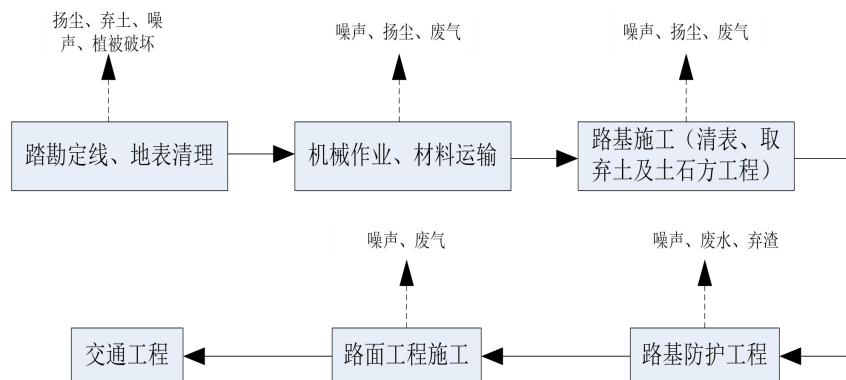 扬尘、弃土、噪
声、植被破坏
噪声、扬尘、废气
噪声、扬尘、废气
踏勘定线、地表清理
机械作业、材料运输
路基施工（清表、取
弃土及土石方工程）
噪声、废气
噪声、废水、弃渣
交通工程
路面工程施工
路基防护工程